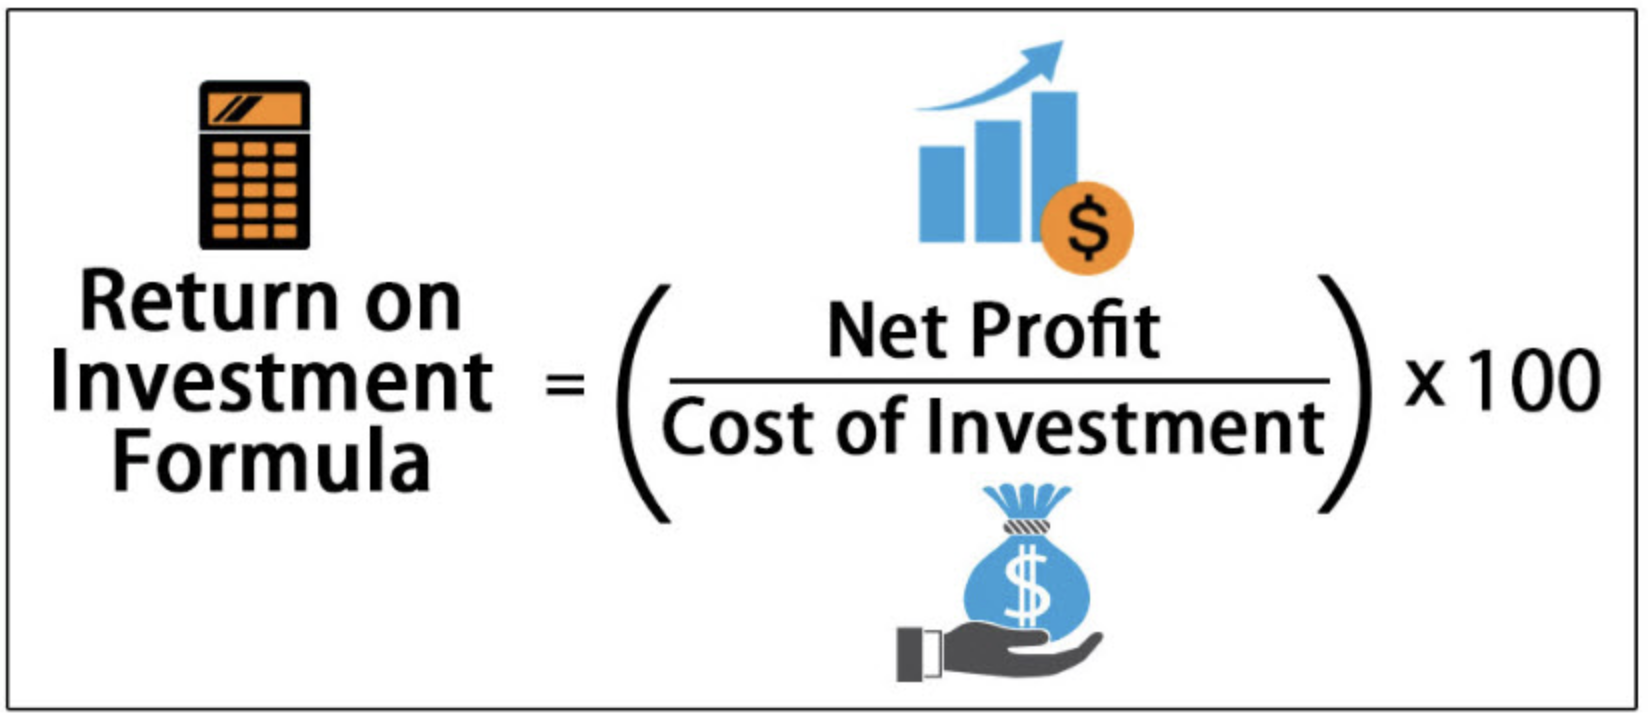 $
Return on
Investment
Formula
=
(
Net Profit
Cost of Investment
)
x 100
$